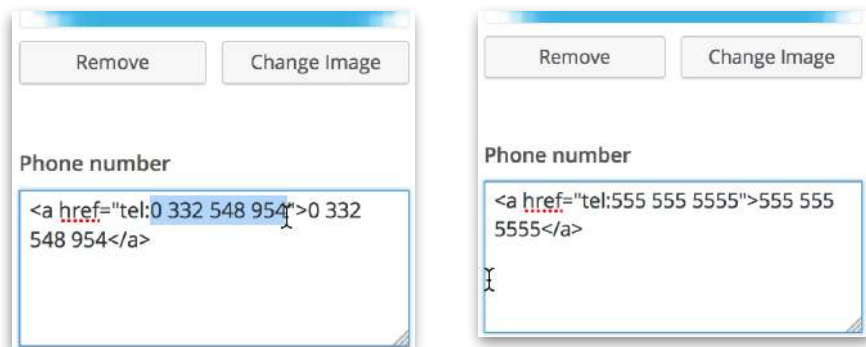 Remove
Change Image
Phone number
<a href="tel:0 332 548 954">0 332
548 954</a>
Remove
Change Image
Phone number
<a href="tel:555 555 5555">555 555
5555</a>